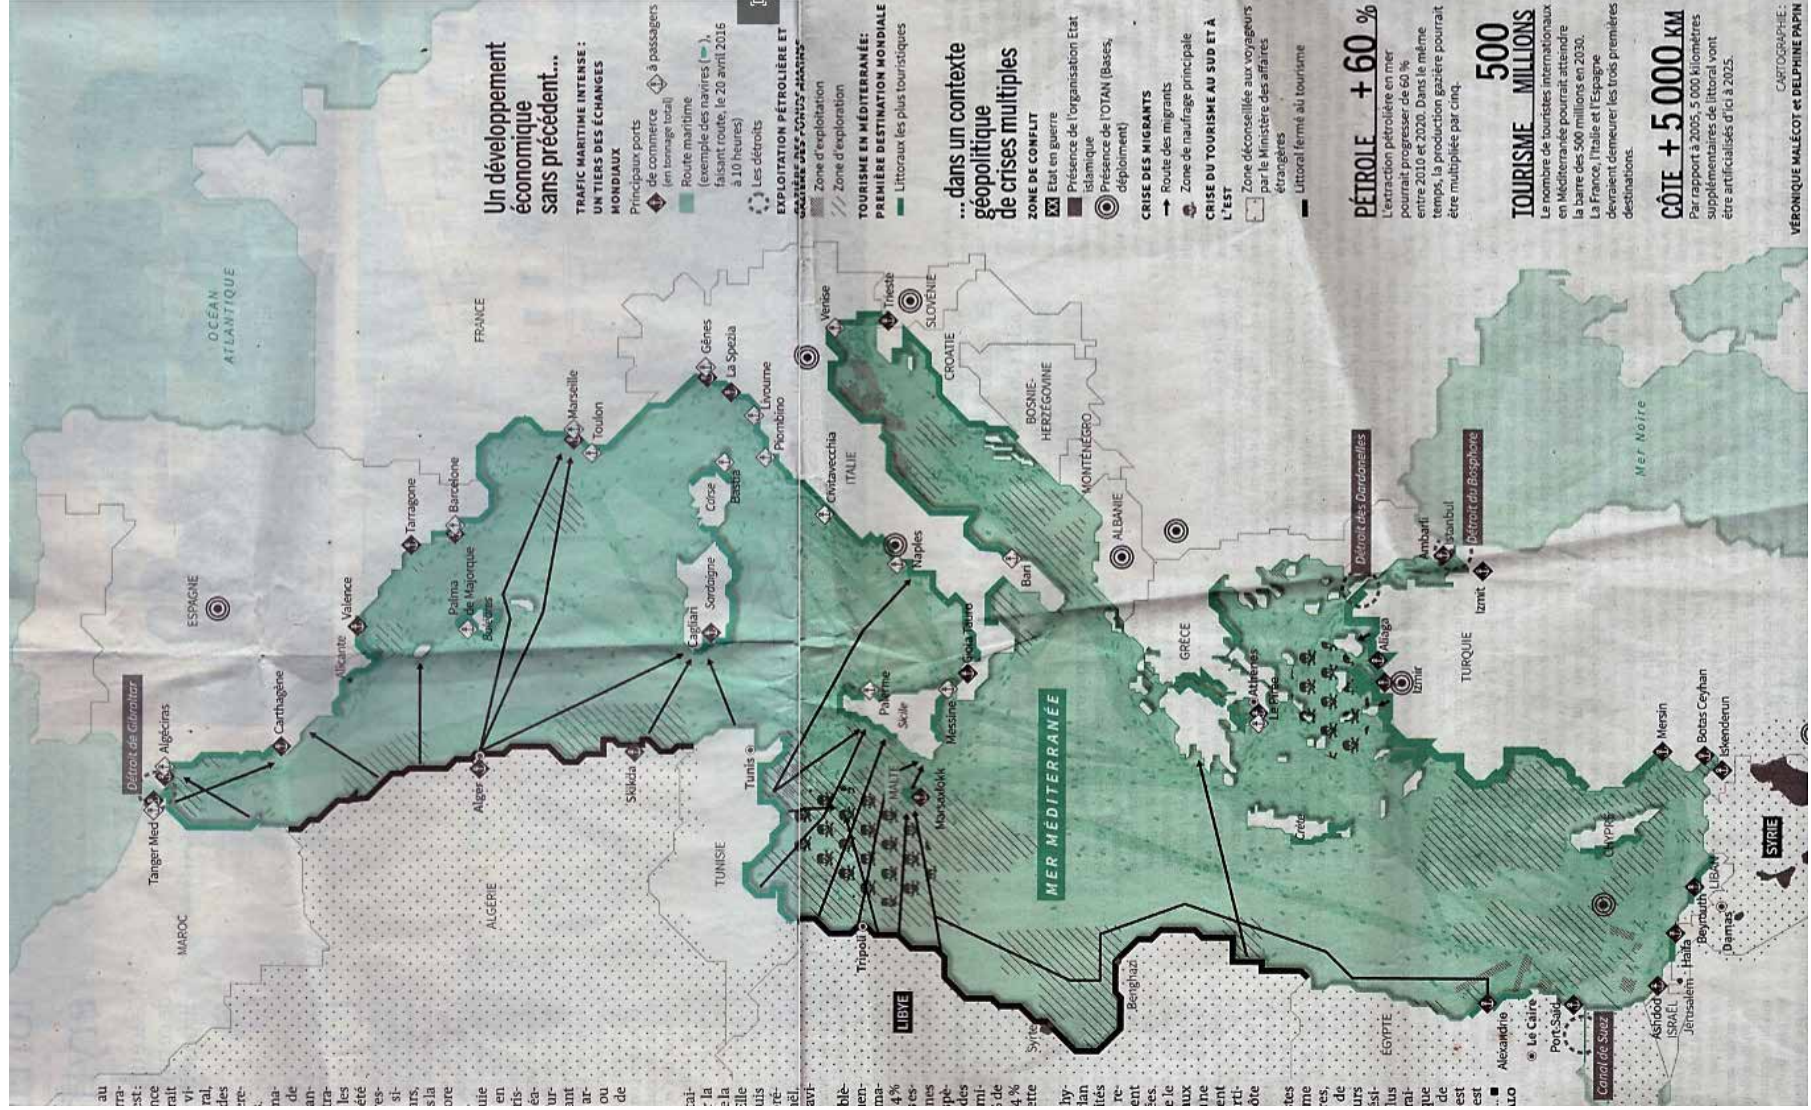 Un développement
économique
sans précédent...
TRAFIC MARITIME INTENSE :
UN TIERS DES ÉCHANGES
MONDIAUX
Principaux ports
de commerce
à passagers
(en tonnage total)
Route maritime
(exemple des navires ( ),
faisant route, le 20 avril 2016
à 10 heures)
Les détroits
EXPLOITATION PÉTROLIÈRE ET
GAZIÈRE DES FONDS MARINS
Zone d'exploitation
Zone d'exploration
TOURISME EN MÉDITERRANÉE:
PREMIÈRE DESTINATION MONDIALE
Littoraux les plus touristiques
... dans un contexte
géopolitique
de crises multiples
ZONE DE CONFLIT
XX Etat en guerre
Présence de l'organisation Etat
islamique
Présence de l'OTAN (Bases,
déploiement)
CRISE DES MIGRANTS
Route des migrants
Zone de naufrage principale
CRISE DU TOURISME AU SUD ET À
L'EST
Zone déconseillée aux voyageurs
par le Ministère des affaires
étrangères
Littoral fermé au tourisme
PÉTROLE + 60 %
L'extraction pétrolière en mer
pourrait progresser de 60 %
entre 2010 et 2020. Dans le même
temps, la production gazière pourrait
être multipliée par cinq.
500
TOURISME MILLIONS
Le nombre de touristes internationaux
en Méditerranée pourrait atteindre
la barre des 500 millions en 2030.
La France, l'Italie et l'Espagne
devraient demeurer les trois premières
destinations.
CÔTE + 5 000 KM
Par rapport à 2005, 5 000 kilomètres
supplémentaires de littoral vont
être artificialisés d'ici à 2025.
CARTOGRAPHIE :
VÉRONIQUE MALÉCOT et DELPHINE PAPIN
OCÉAN
ATLANTIQUE
FRANCE
ESPAGNE
Détroit de Gibraltar
Algéciras
Tanger Med
MAROC
Carthagène
Alicante
Valence
Tarragone
Barcelone
Palma
de Majorque
Baléares
Marseille
Toulon
Gênes
La Spezia
Livourne
Piombino
Bastia
Corse
Sardaigne
Cagliari
Alger
Skikda
ALGÉRIE
Tunis
TUNISIE
Venise
Trieste
SLOVÉNIE
CROATIE
BOSNIE-
HERZÉGOVINE
MONTÉNÉGRO
ALBANIE
ITALIE
Civitavecchia
Naples
Bari
Gioia Tauro
Palerme
Sicile
Messine
MALTE
Marsaxlokk
MER MÉDITERRANÉE
Tripoli
LIBYE
Syrte
Benghazi
GRÈCE
Athènes
Le Pirée
Crète
Détroit des Dardanelles
Ambarli
Istanbul
Détroit du Bosphore
Izmit
Mer Noire
Aliaga
Izmir
TURQUIE
Mersin
Botas Ceyhan
Iskenderun
CHYPRE
SYRIE
LIBAN
Beyrouth
Damas
Haïfa
Ashdod
ISRAËL
Jérusalem
ÉGYPTE
Alexandrie
Le Caire
Port-Saïd
Canal de Suez